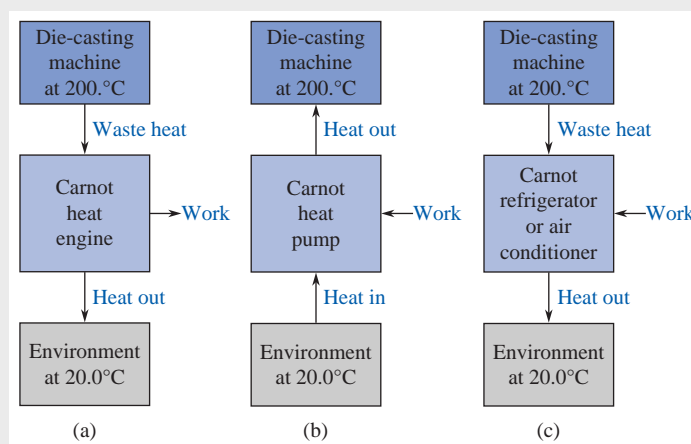 Die-casting
machine
at 200.°C
Waste heat
Carnot
heat
engine
Work
Heat out
Environment
at 20.0°C
(a)
Die-casting
machine
at 200.°C
Heat out
Carnot
heat
pump
Work
Heat in
Environment
at 20.0°C
(b)
Die-casting
machine
at 200.°C
Waste heat
Carnot
refrigerator
or air
conditioner
Work
Heat out
Environment
at 20.0°C
(c)